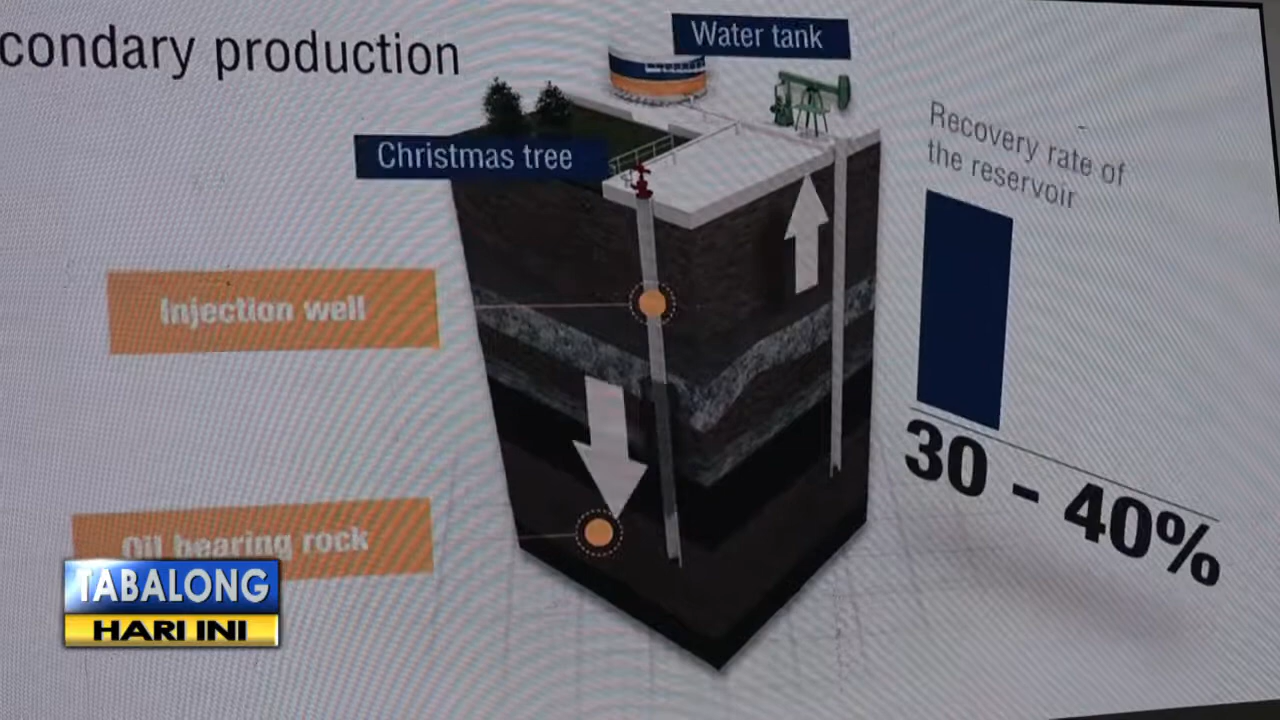 condary production
Water tank
Christmas tree
Recovery rate of
the reservoir
Injection well
30 - 40%
Oil bearing rock
TABALONG
HARI INI